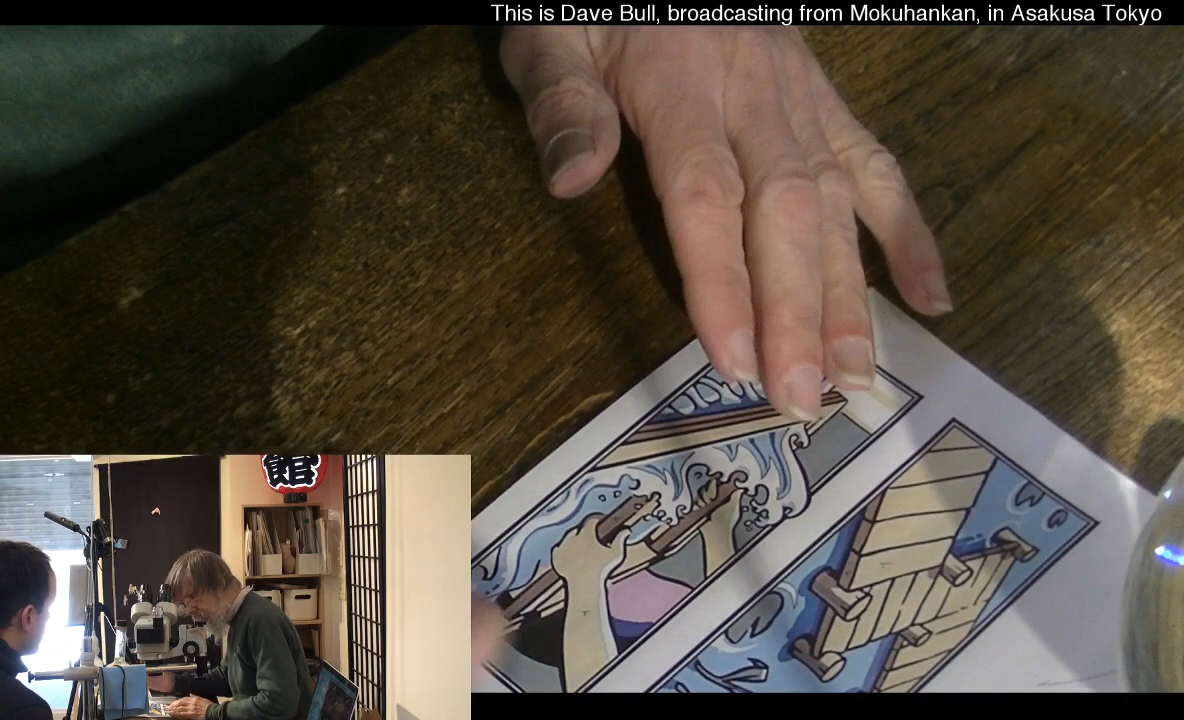 This is Dave Bull, broadcasting from Mokuhankan, in Asakusa Tokyo
館